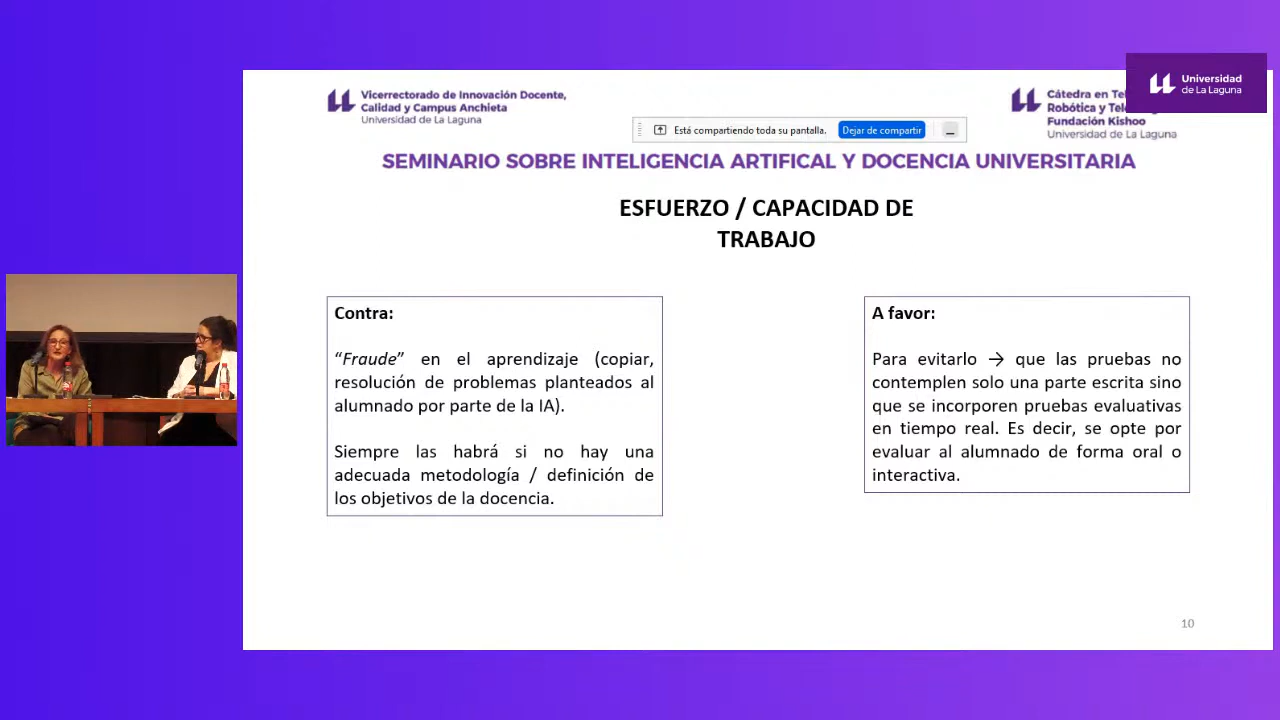 Vicerrectorado de Innovación Docente,
Calidad y Campus Anchieta
Universidad de La Laguna
Cátedra en
Robótica y
Fundación Kishoo
Universidad de La Laguna
Universidad
de La Laguna
Está compartiendo toda su pantalla. Dejar de compartir
SEMINARIO SOBRE INTELIGENCIA ARTIFICAL Y DOCENCIA UNIVERSITARIA
ESFUERZO / CAPACIDAD DE
TRABAJO
Contra:
“Fraude” en el aprendizaje (copiar,
resolución de problemas planteados al
alumnado por parte de la IA).
Siempre las habrá si no hay una
adecuada metodología / definición de
los objetivos de la docencia.
A favor:
Para evitarlo → que las pruebas no
contemplen solo una parte escrita sino
que se incorporen pruebas evaluativas
en tiempo real. Es decir, se opte por
evaluar al alumnado de forma oral o
interactiva.
10